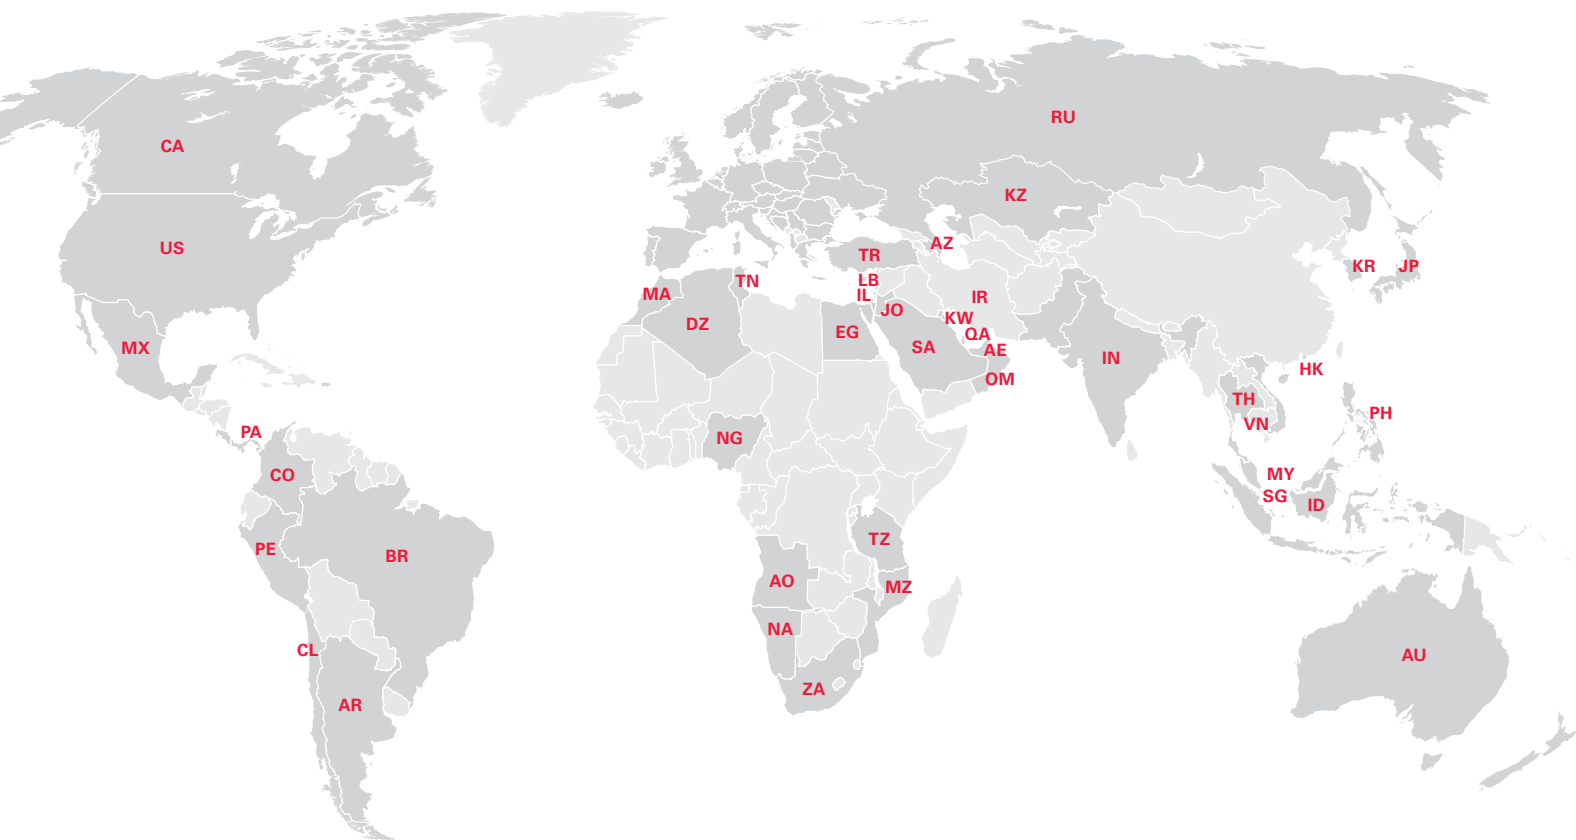 RU
CA
KZ
US
AZ
TR
KR
JP
LB
TN
MA
IL
IR
JO
KW
DZ
EG
QA
MX
SA
AE
IN
HK
OM
TH
PH
VN
PA
NG
CO
MY
SG
ID
TZ
PE
BR
AO
MZ
NA
CL
AU
ZA
AR